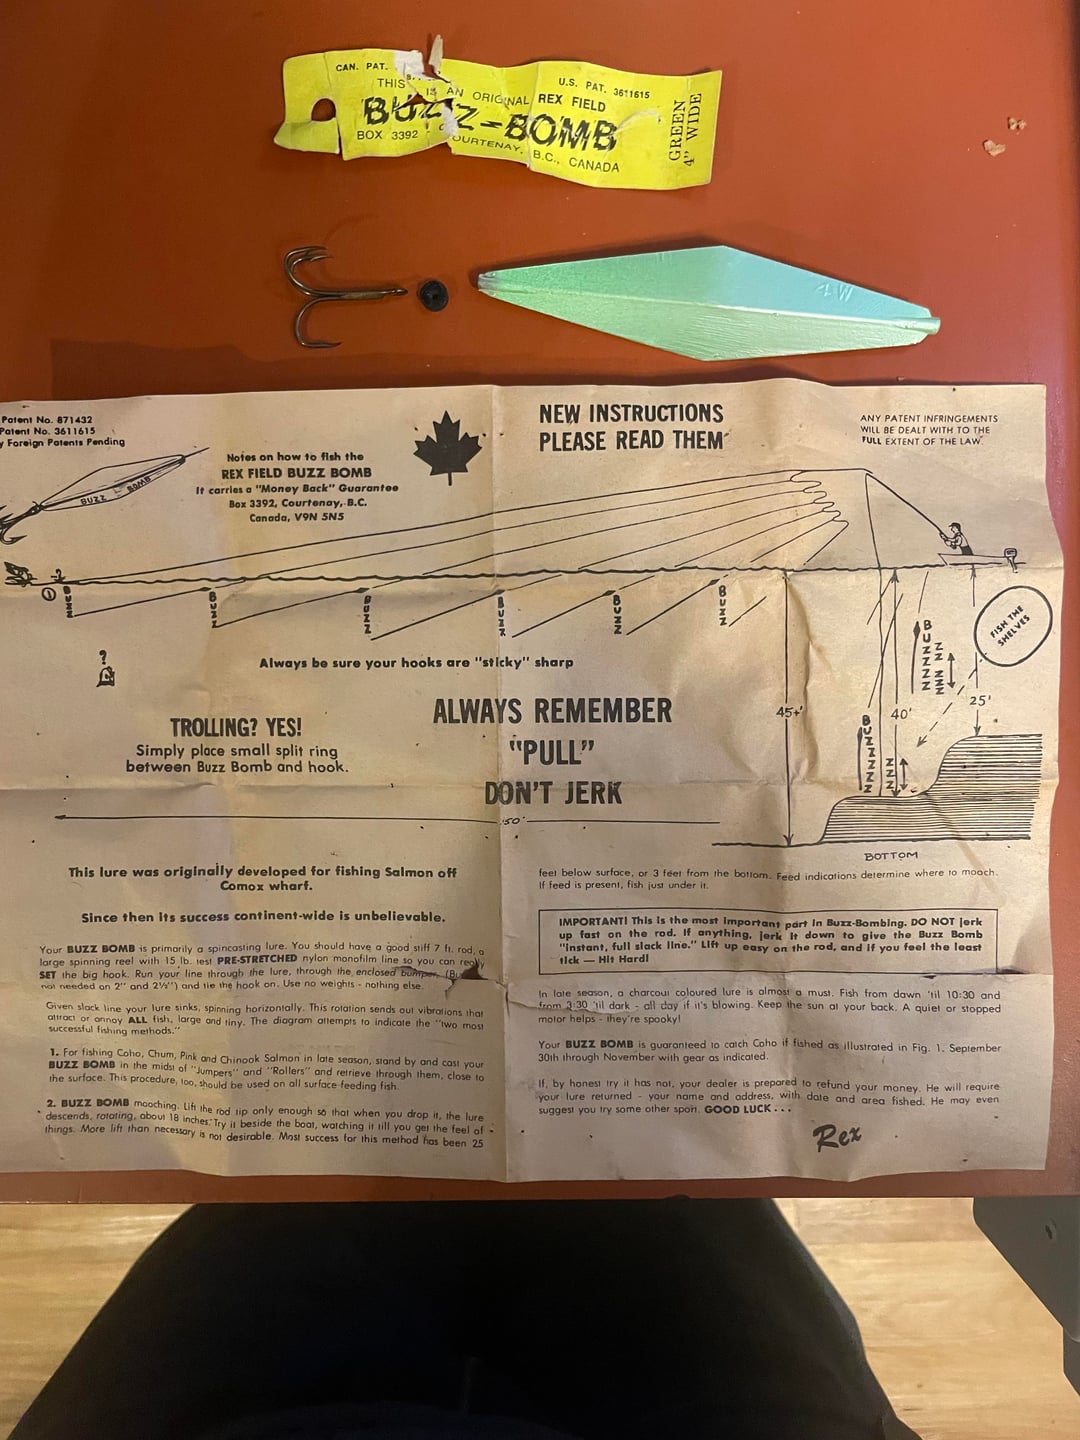 CAN. PAT.
U.S. PAT. 3611615
THIS IS AN ORIGINAL REX FIELD
BUZZ-BOMB
BOX 3392 COURTENAY, B.C., CANADA
GREEN
4" WIDE
4W
Patent No. 871432
Patent No. 3611615
Foreign Patents Pending
BUZZ BOMB
Notes on how to fish the
REX FIELD BUZZ BOMB
It carries a "Money Back" Guarantee
Box 3392, Courtenay, B.C.
Canada, V9N 5N5
NEW INSTRUCTIONS
PLEASE READ THEM
ANY PATENT INFRINGEMENTS
WILL BE DEALT WITH TO THE
FULL EXTENT OF THE LAW.
?
1
BUZZ
BUZZ
BUZZ
BUZZ
BUZZ
BUZZ
?
Always be sure your hooks are "sticky" sharp
TROLLING? YES!
Simply place small split ring
between Buzz Bomb and hook.
ALWAYS REMEMBER
"PULL"
DON'T JERK
50'
FISH THE
SHELVES
BUZZZZZ
ZZ ZZZ
25'
45+'
40'
BUZZZZZZ
ZZZ
BOTTOM
This lure was originally developed for fishing Salmon off
Comox wharf.
Since then its success continent-wide is unbelievable.
Your BUZZ BOMB is primarily a spincasting lure. You should have a good stiff 7 ft. rod, a
large spinning reel with 15 lb. test PRE-STRETCHED nylon monofilm line so you can really
SET the big hook. Run your line through the lure, through the enclosed bumper, (Bu
not needed on 2" and 2½") and tie the hook on. Use no weights - nothing else.
Given slack line your lure sinks, spinning horizontally. This rotation sends out vibrations that
attract or annoy ALL fish, large and tiny. The diagram attempts to indicate the "two most
successful fishing methods."
1. For fishing Coho, Chum, Pink and Chinook Salmon in late season, stand by and cast your
BUZZ BOMB in the midst of "Jumpers" and "Rollers" and retrieve through them, close to
the surface. This procedure, too, should be used on all surface-feeding fish.
2. BUZZ BOMB mooching. Lift the rod tip only enough so that when you drop it, the lure
descends, rotating, about 18 inches. Try it beside the boat, watching it till you get the feel of
things. More lift than necessary is not desirable. Most success for this method has been 25
feet below surface, or 3 feet from the bottom. Feed indications determine where to mooch.
If feed is present, fish just under it.
IMPORTANT! This is the most important part in Buzz-Bombing. DO NOT jerk
up fast on the rod. If anything, jerk it down to give the Buzz Bomb
"instant, full slack line." Lift up easy on the rod, and if you feel the least
tick — Hit Hard!
In late season, a charcoal coloured lure is almost a must. Fish from dawn 'til 10:30 and
from 3:30 'til dark - all day if it's blowing. Keep the sun at your back. A quiet or stopped
motor helps - they're spooky!
Your BUZZ BOMB is guaranteed to catch Coho if fished as illustrated in Fig. 1. September
30th through November with gear as indicated.
If, by honest try it has not, your dealer is prepared to refund your money. He will require
your lure returned - your name and address, with date and area fished. He may even
suggest you try some other sport. GOOD LUCK . . .
Rex